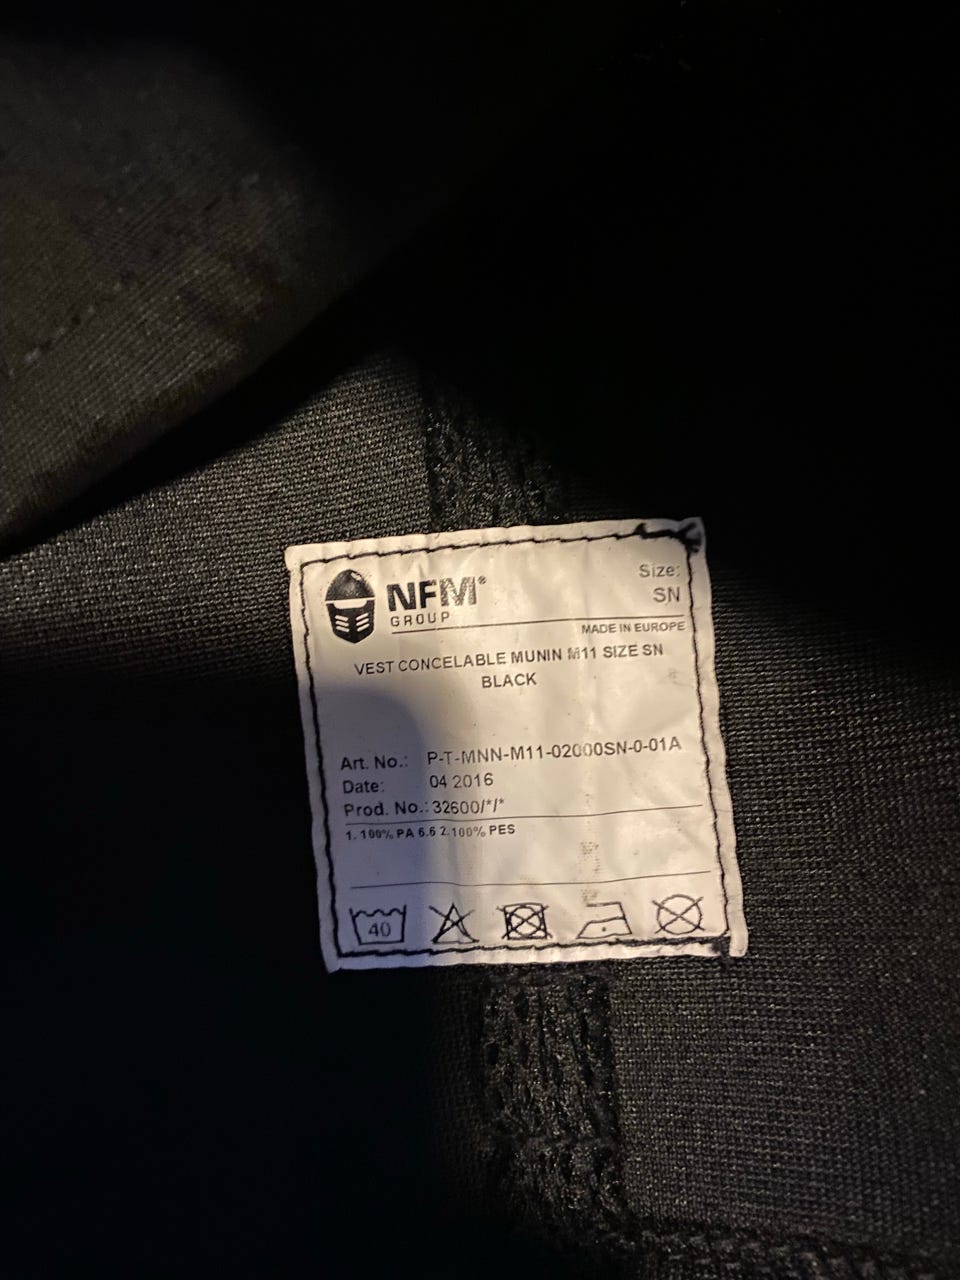 NFM®
GROUP
Size:
SN
MADE IN EUROPE
VEST CONCELABLE MUNIN M11 SIZE SN
BLACK
Art. No.: P-T-MNN-M11-02000SN-0-01A
Date: 04 2016
Prod. No.: 32600/*/*
1. 100% PA 6.6 2.100% PES
40